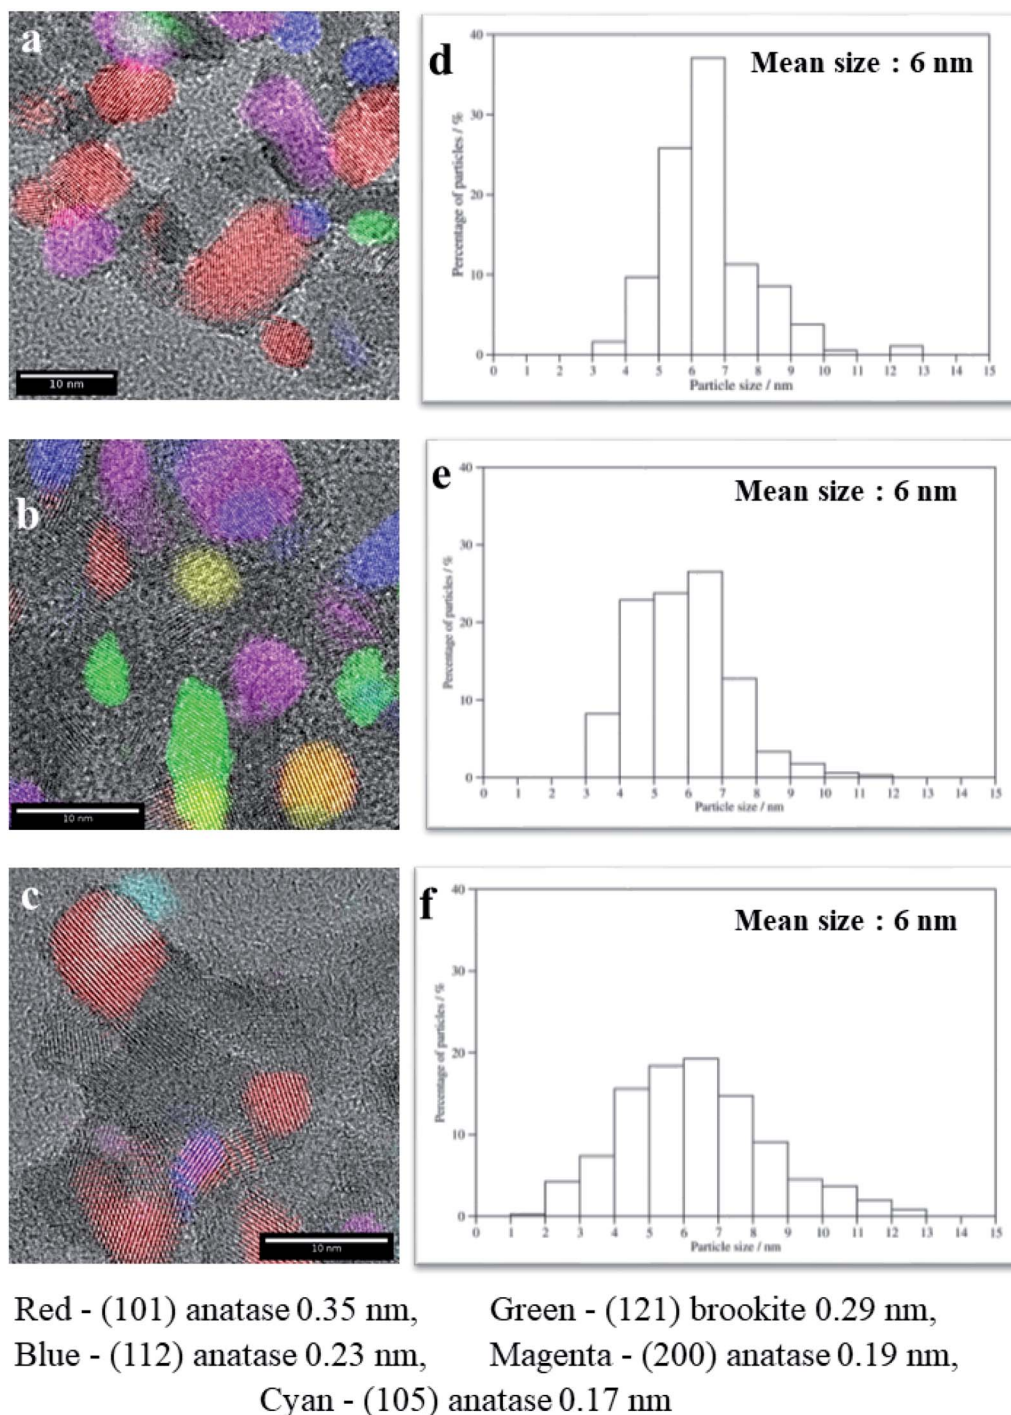 a
10 nm
d
Mean size : 6 nm
Percentage of particles / %
40
30
20
10
0
0 1 2 3 4 5 6 7 8 9 10 11 12 13 14 15
Particle size / nm
b
10 nm
e
Mean size : 6 nm
Percentage of particles / %
40
30
20
10
0
0 1 2 3 4 5 6 7 8 9 10 11 12 13 14 15
Particle size / nm
c
10 nm
f
Mean size : 6 nm
Percentage of particles / %
40
30
20
10
0
0 1 2 3 4 5 6 7 8 9 10 11 12 13 14 15
Particle size / nm
Red - (101) anatase 0.35 nm, Green - (121) brookite 0.29 nm,
Blue - (112) anatase 0.23 nm, Magenta - (200) anatase 0.19 nm,
Cyan - (105) anatase 0.17 nm